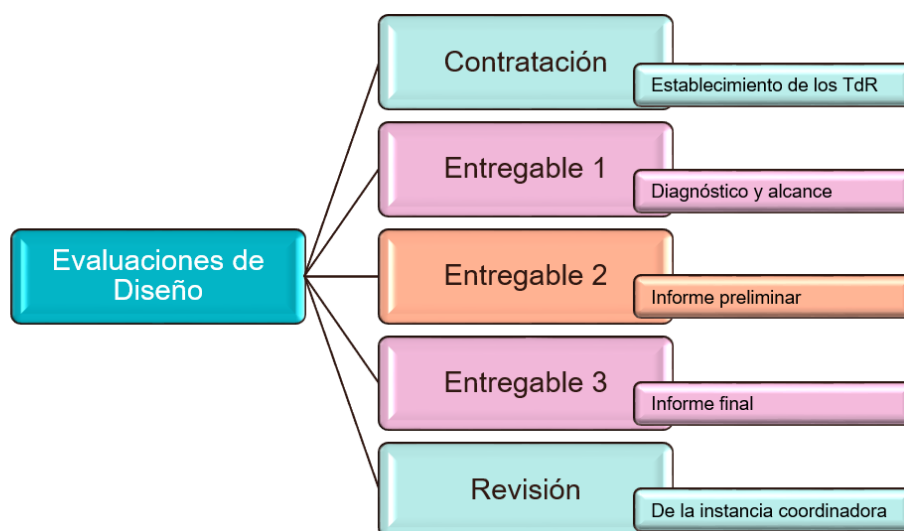 Contratación
Establecimiento de los TdR
Entregable 1
Diagnóstico y alcance
Evaluaciones de
Diseño
Entregable 2
Informe preliminar
Entregable 3
Informe final
Revisión
De la instancia coordinadora